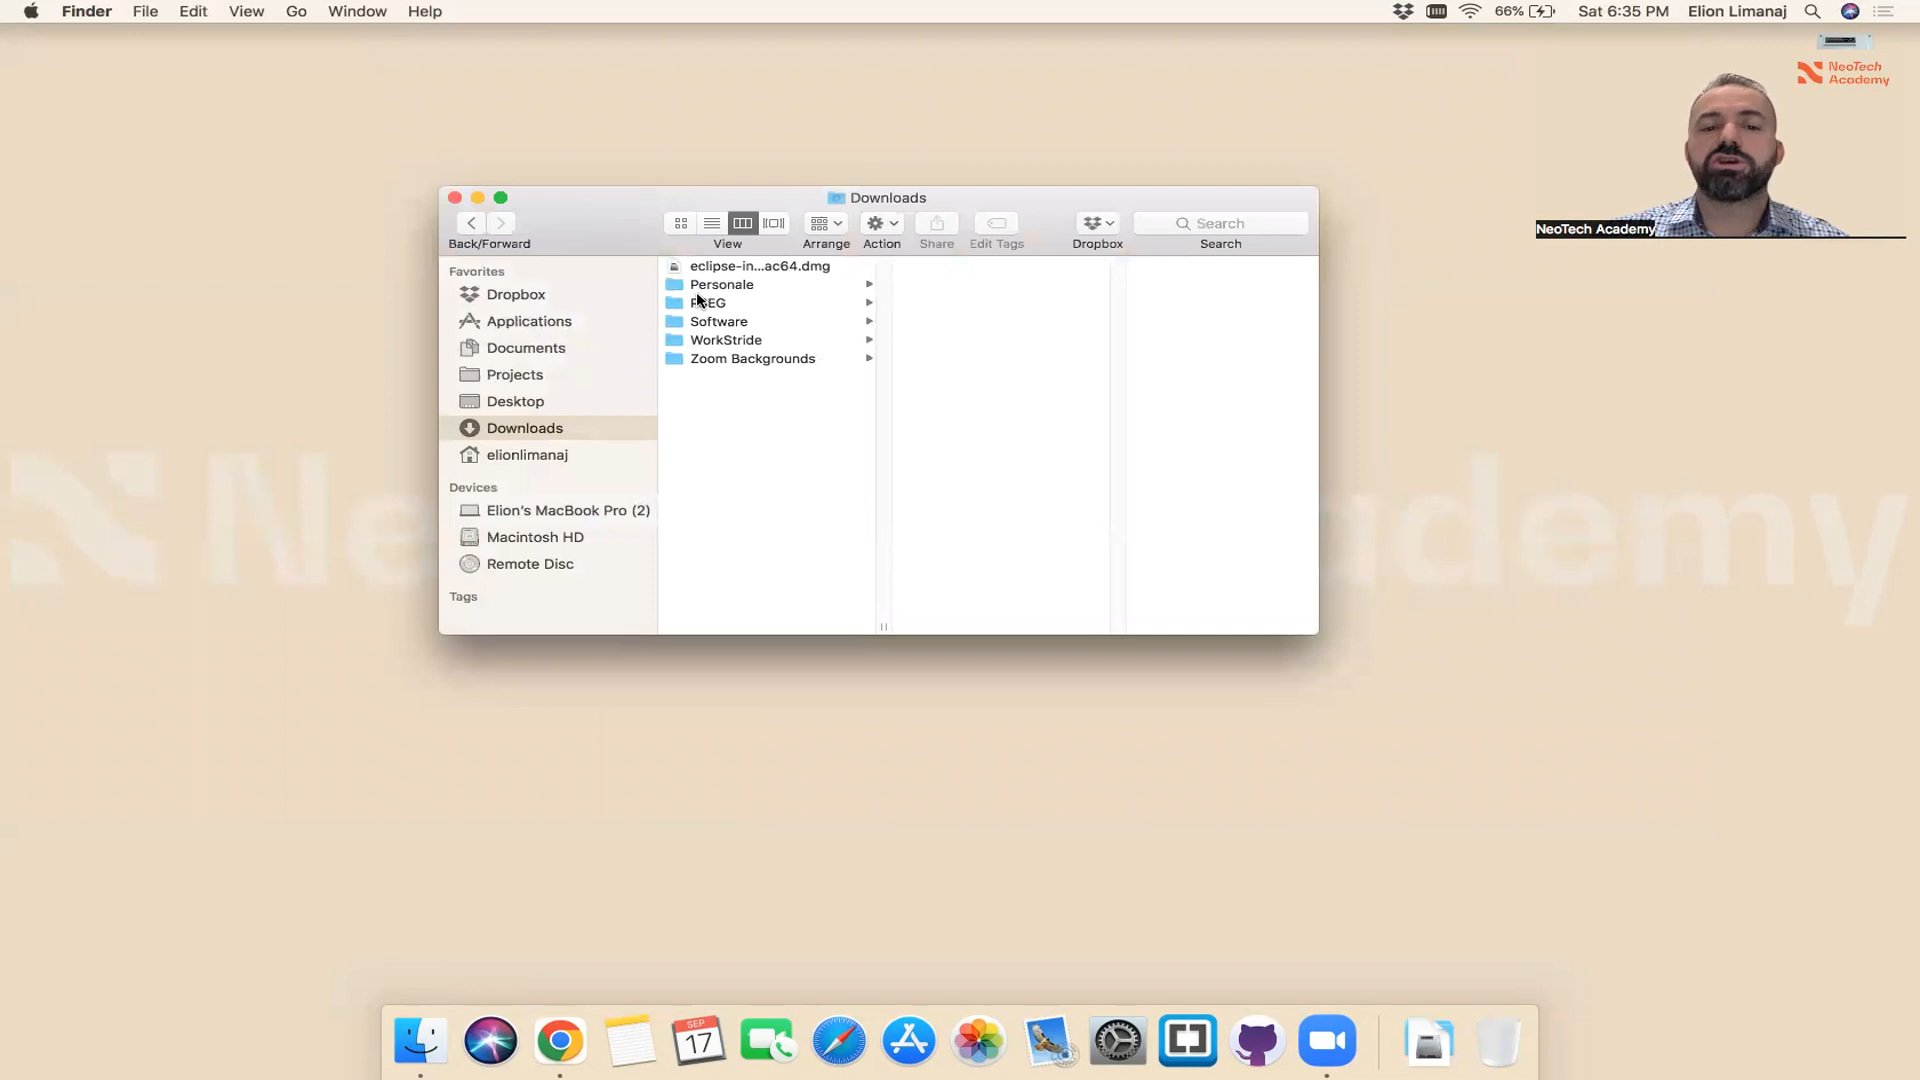 Finder File Edit View Go Window Help
66% Sat 6:35 PM Elion Limanaj
NeoTech
Academy
NeoTech Academy
Downloads
Back/Forward View Arrange Action Share Edit Tags Dropbox Search
Search
Favorites
Dropbox
Applications
Documents
Projects
Desktop
Downloads
elionlimanaj
Devices
Elion's MacBook Pro (2)
Macintosh HD
Remote Disc
Tags
eclipse-in...ac64.dmg
Personale
Software
WorkStride
Zoom Backgrounds
SEP
17